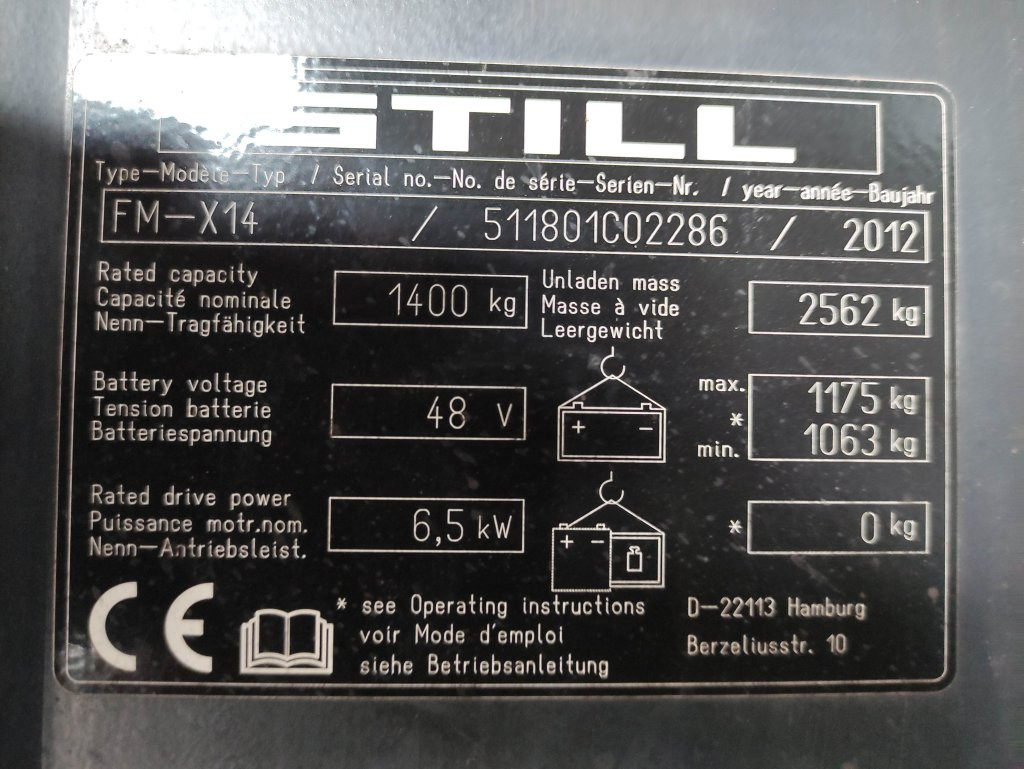 STILL
Type-Modèle-Typ / Serial no.-No. de série-Serien-Nr. / year-année-Baujahr
FM-X14 / 511801C02286 / 2012
Rated capacity
Capacité nominale
Nenn-Tragfähigkeit
1400 kg
Unladen mass
Masse à vide
Leergewicht
2562 kg
Battery voltage
Tension batterie
Batteriespannung
48 V
+ -
max. 1175 kg
*
min. 1063 kg
Rated drive power
Puissance motr.nom.
Nenn-Antriebsleist.
6,5 kW
+ -
* 0 kg
CE
* see Operating instructions
voir Mode d'emploi
siehe Betriebsanleitung
D-22113 Hamburg
Berzeliusstr. 10